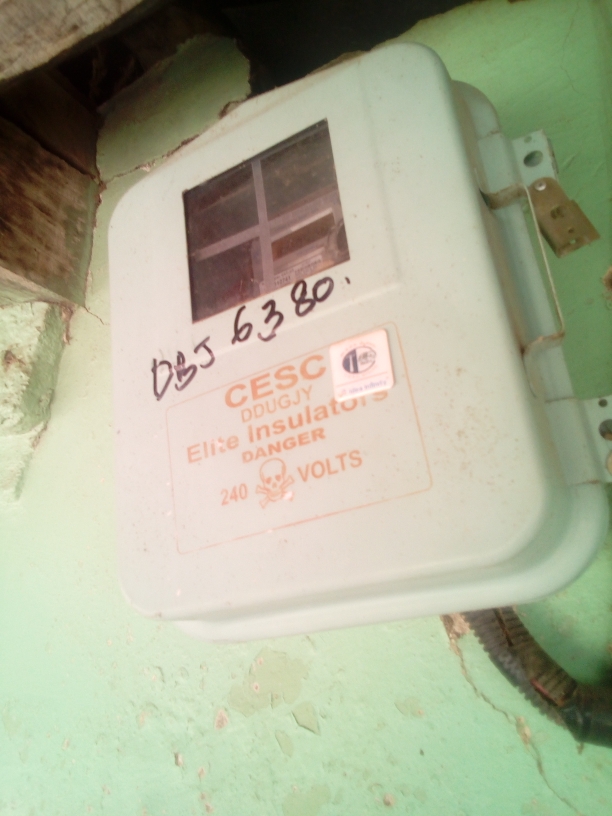 DBJ 6380.
CESC
DDUGJY
Elite insulators
DANGER
240 VOLTS